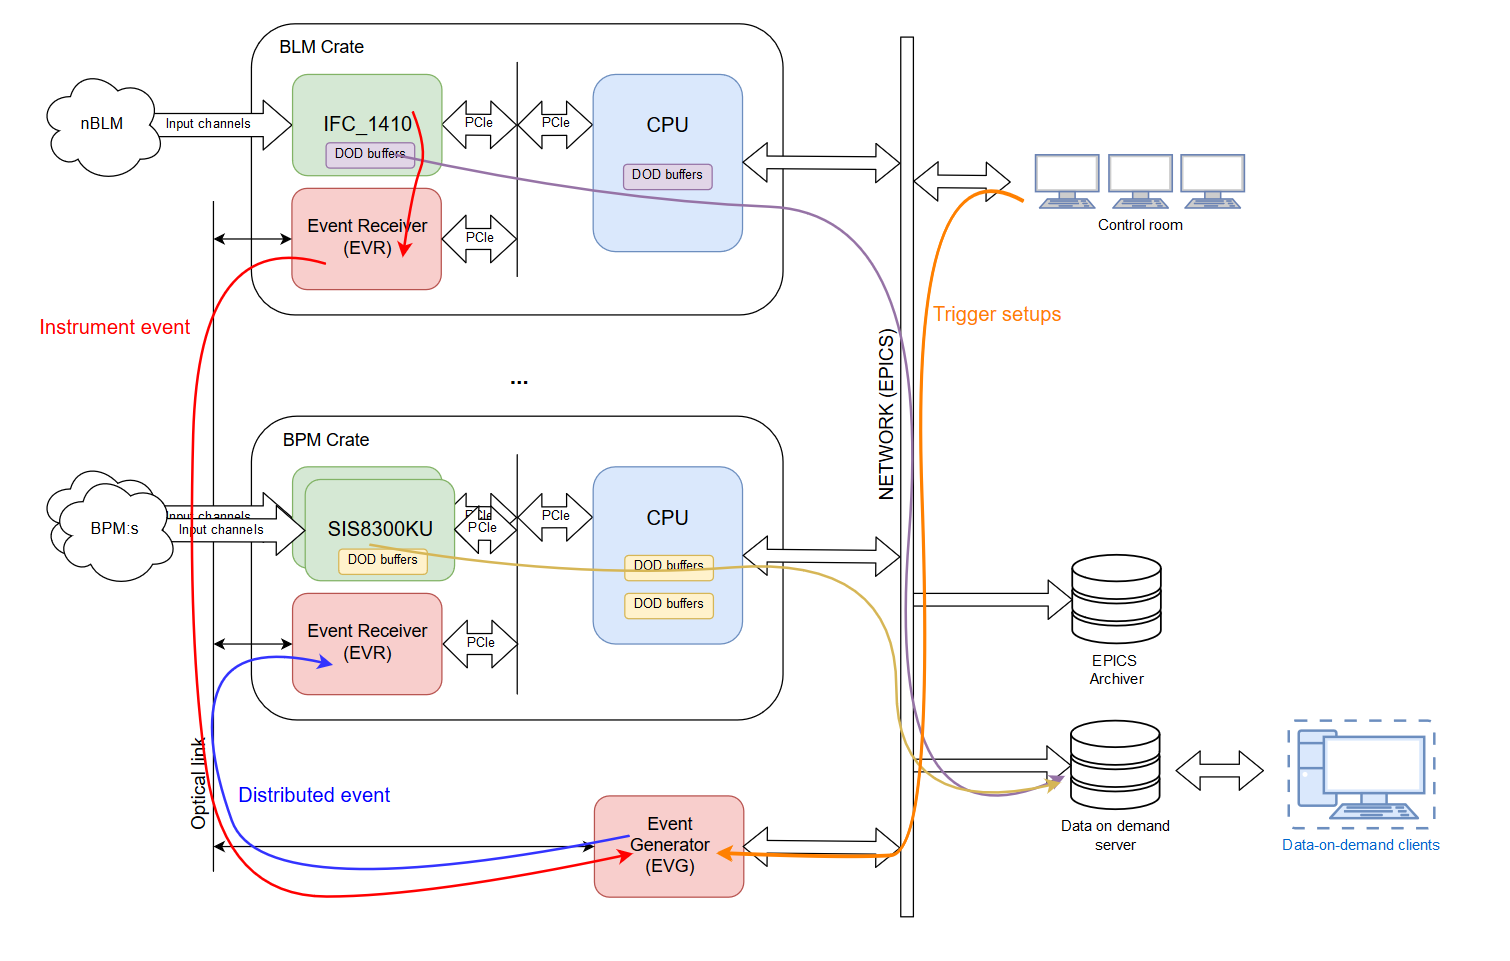 BLM Crate
nBLM
Input channels
IFC_1410
DOD buffers
PCIe
PCIe
CPU
DOD buffers
Event Receiver
(EVR)
PCIe
Control room
Instrument event
Trigger setups
NETWORK (EPICS)
...
BPM Crate
BPM:s
Input channels
Input channels
SIS8300KU
DOD buffers
PCIe
PCIe
PCIe
CPU
DOD buffers
DOD buffers
Event Receiver
(EVR)
PCIe
EPICS
Archiver
Optical link
Distributed event
Event
Generator
(EVG)
Data on demand
server
Data-on-demand clients